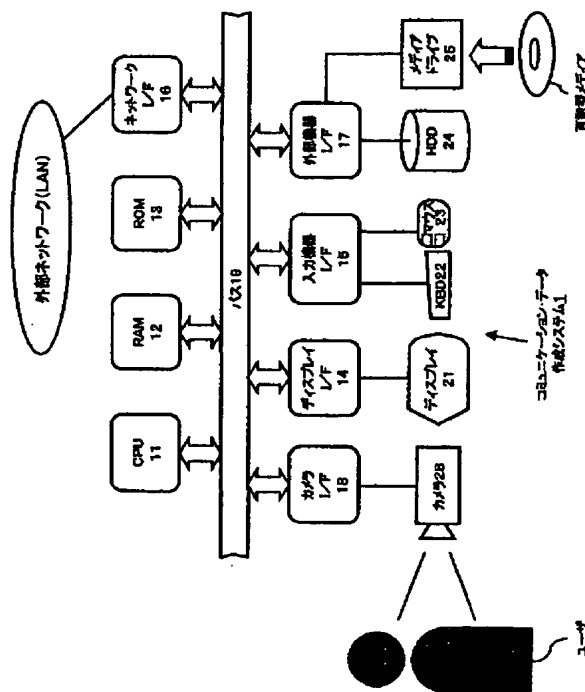 外部ネットワーク(LAN)
CPU
11
RAM
12
ROM
13
ネットワーク
I/F
16
バス19
カメラ
I/F
18
ディスプレイ
I/F
14
入力機器
I/F
15
外部機器
I/F
17
カメラ28
ディスプレイ
21
KBD22
マウス
23
HDD
24
メディア
ドライブ
25
コミュニケーション・データ
作成システム1
ユーザ
可搬型メディア